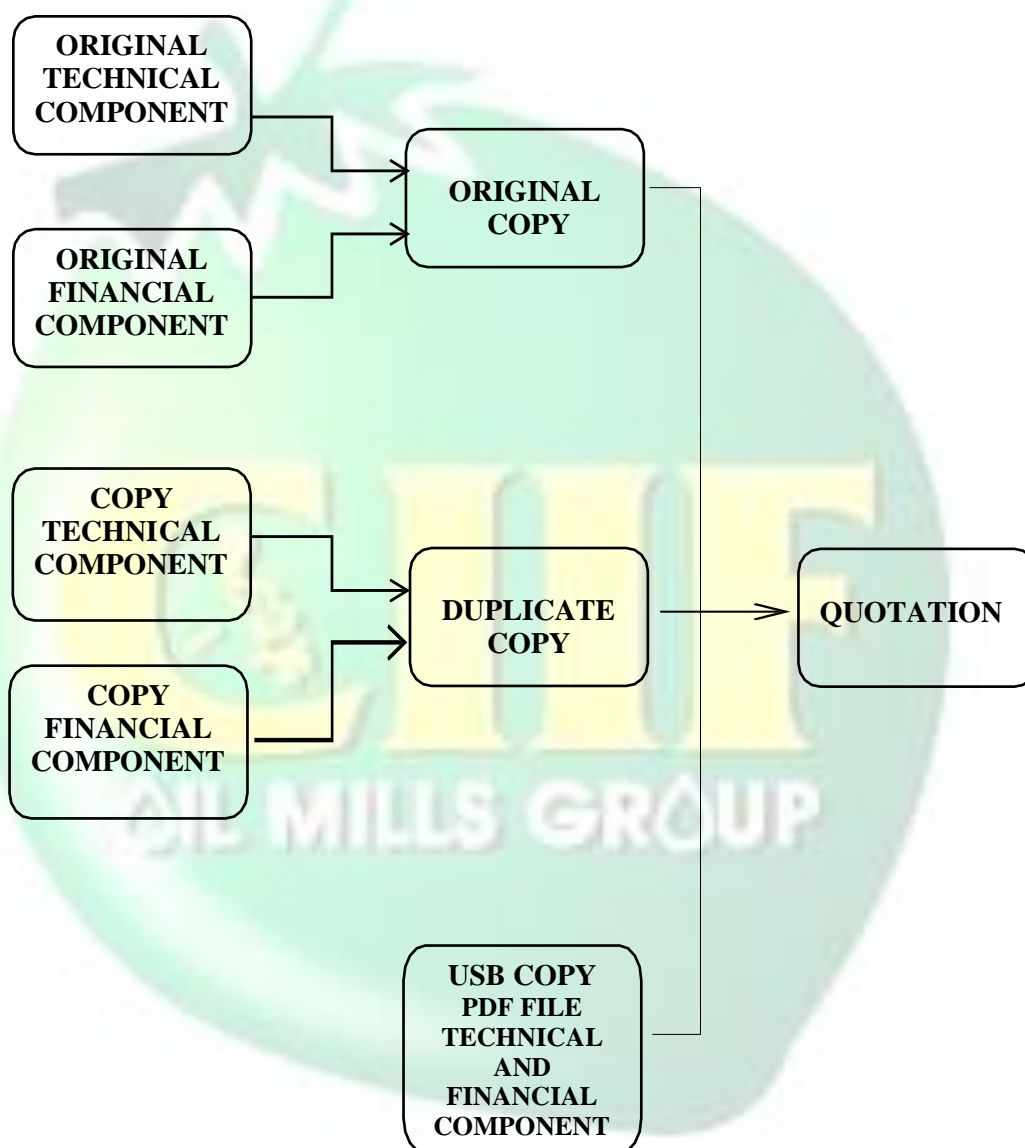 ORIGINAL
TECHNICAL
COMPONENT
ORIGINAL
COPY
ORIGINAL
FINANCIAL
COMPONENT
COPY
TECHNICAL
COMPONENT
DUPLICATE
COPY
QUOTATION
COPY
FINANCIAL
COMPONENT
CIIF
OIL MILLS GROUP
USB COPY
PDF FILE
TECHNICAL
AND
FINANCIAL
COMPONENT